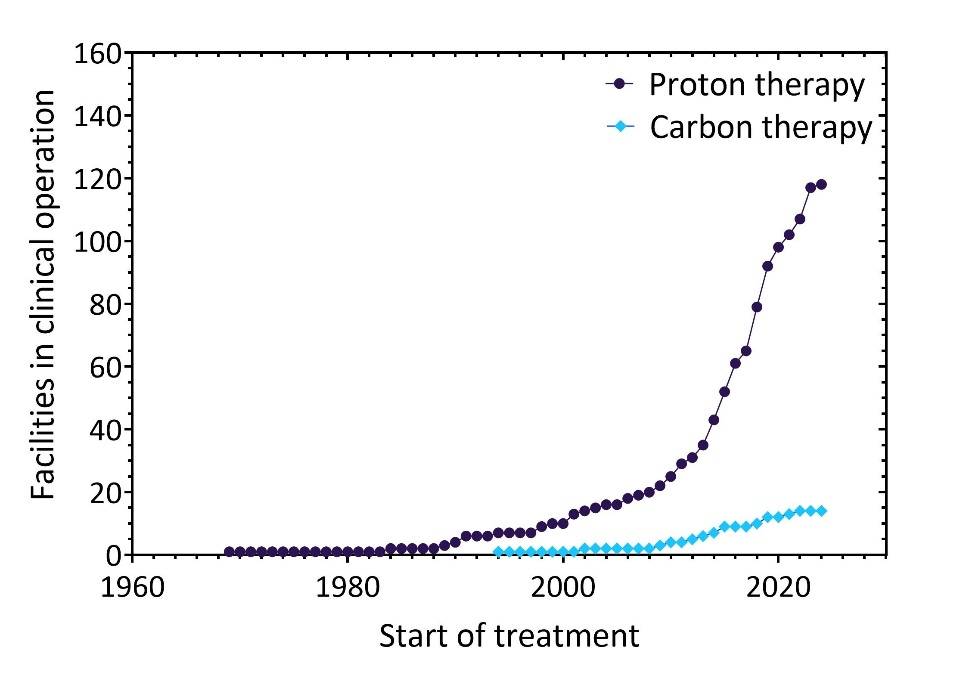 160
140
120
100
80
60
40
20
0
Facilities in clinical operation
Proton therapy
Carbon therapy
1960 1980 2000 2020
Start of treatment